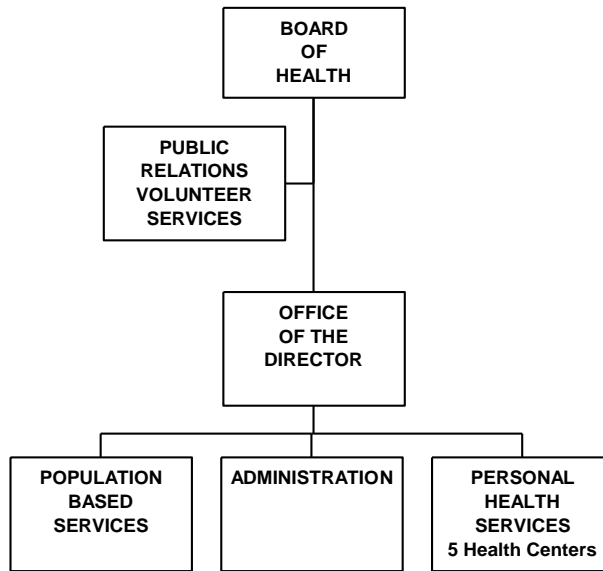 BOARD
OF
HEALTH
PUBLIC
RELATIONS
VOLUNTEER
SERVICES
OFFICE
OF THE
DIRECTOR
POPULATION
BASED
SERVICES
ADMINISTRATION
PERSONAL
HEALTH
SERVICES
5 Health Centers